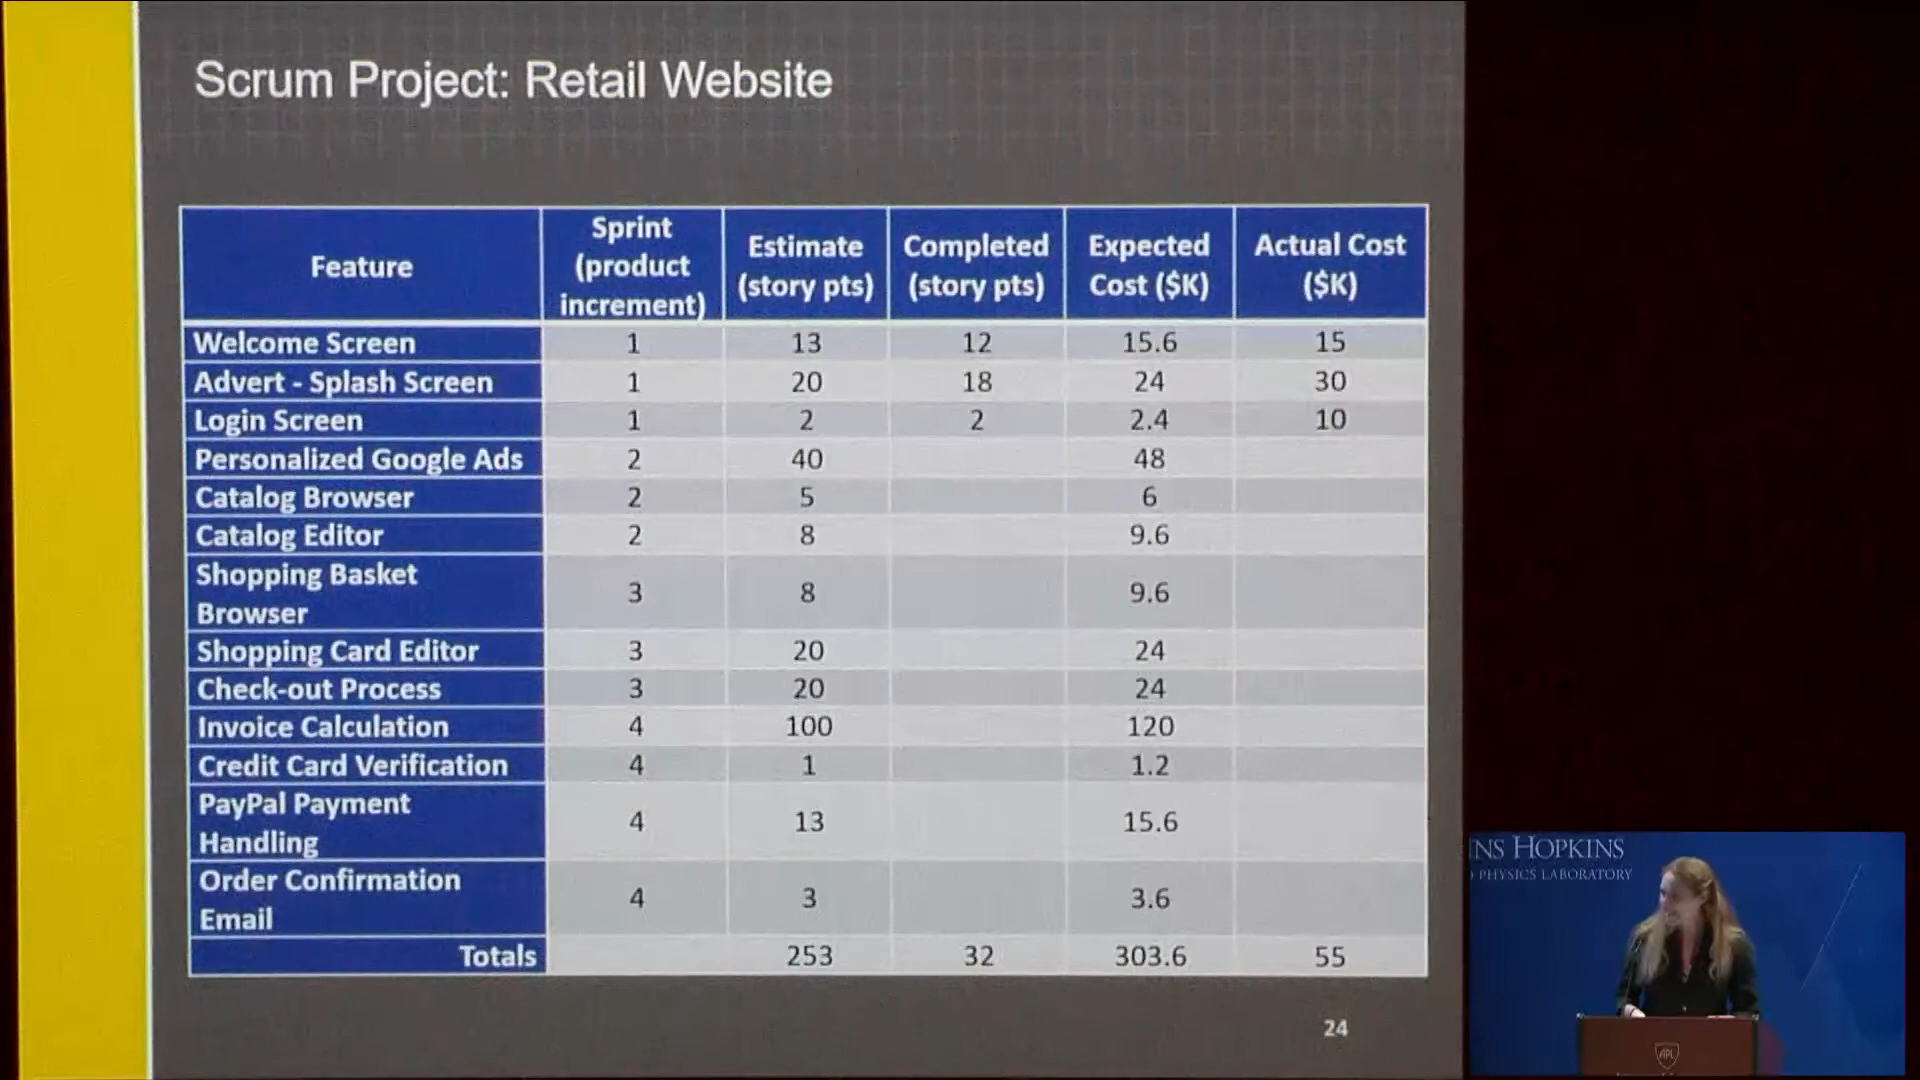 Scrum Project: Retail Website
Feature
Sprint
(product
increment)
Estimate
(story pts)
Completed
(story pts)
Expected
Cost ($K)
Actual Cost
($K)
Welcome Screen 1 13 12 15.6 15
Advert - Splash Screen 1 20 18 24 30
Login Screen 1 2 2 2.4 10
Personalized Google Ads 2 40 48
Catalog Browser 2 5 6
Catalog Editor 2 8 9.6
Shopping Basket
Browser
3 8 9.6
Shopping Card Editor 3 20 24
Check-out Process 3 20 24
Invoice Calculation 4 100 120
Credit Card Verification 4 1 1.2
PayPal Payment
Handling
4 13 15.6
Order Confirmation
Email
4 3 3.6
Totals 253 32 303.6 55
24
NS HOPKINS
PHYSICS LABORATORY
APL